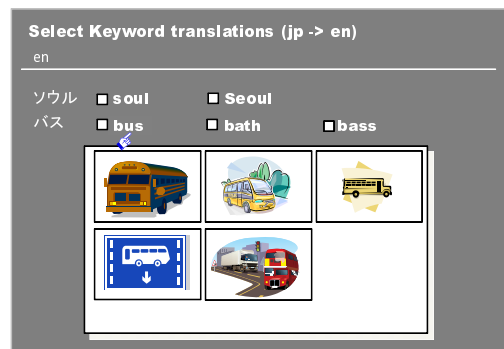 Select Keyword translations (jp -> en)
en
ソウル soul Seoul
バス bus bath bass